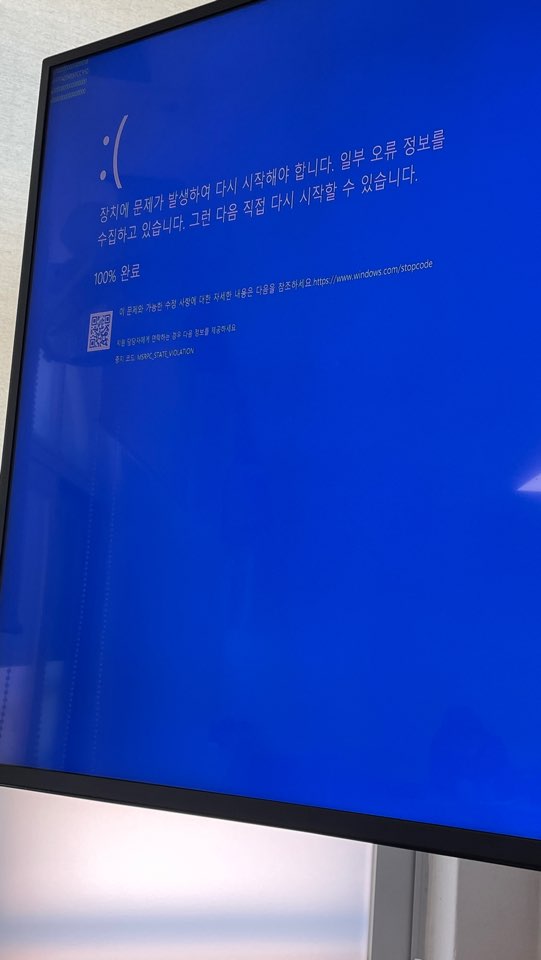 :(
장치에 문제가 발생하여 다시 시작해야 합니다. 일부 오류 정보를
수집하고 있습니다. 그런 다음 직접 다시 시작할 수 있습니다.
100% 완료
이 문제와 가능한 수정 사항에 대한 자세한 내용은 다음을 참조하세요. https://www.windows.com/stopcode
지원 담당자에게 연락하는 경우 다음 정보를 제공하세요.
중지 코드: MSRPC_STATE_VIOLATION